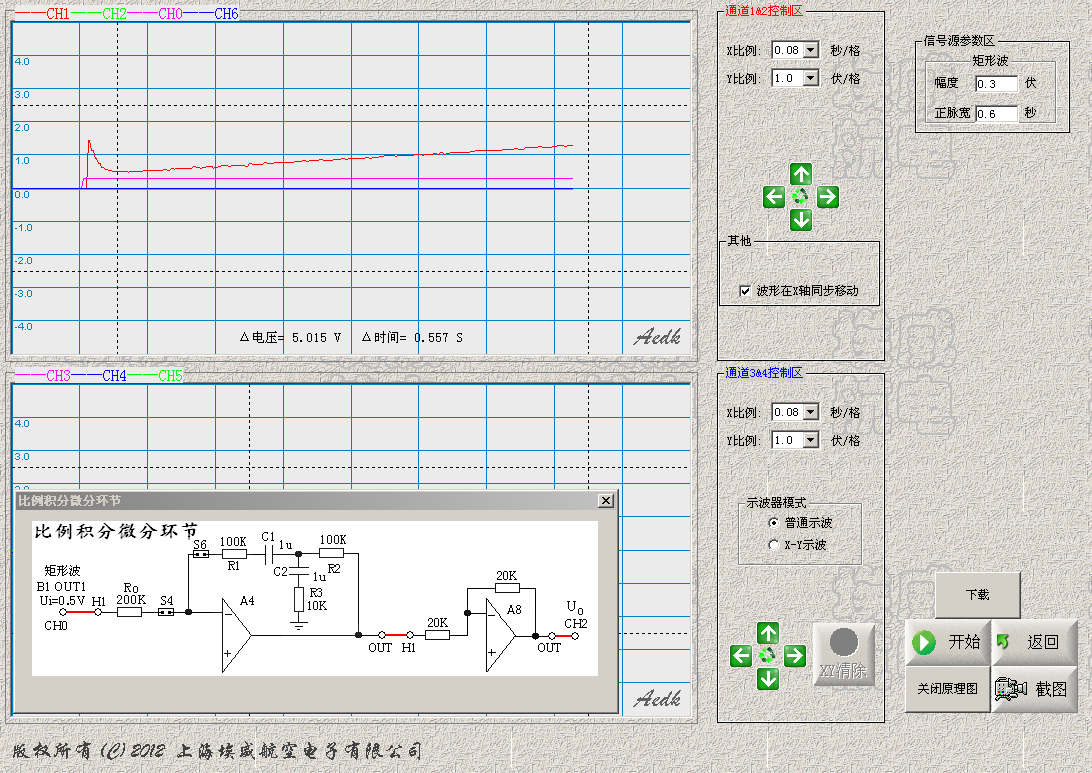 CH1 CH2 CH0 CH6
4.0
3.0
2.0
1.0
0.0
-1.0
-2.0
-3.0
-4.0
△电压= 5.015 V △时间= 0.557 S
Aedk
通道1&2控制区
X比例: 0.08 秒/格
Y比例: 1.0 伏/格
其他
波形在X轴同步移动
信号源参数区
矩形波
幅度 0.3 伏
正脉宽 0.6 秒
CH3 CH4 CH5
4.0
3.0
Aedk
通道3&4控制区
X比例: 0.08 秒/格
Y比例: 1.0 伏/格
示波器模式
普通示波
X-Y示波
XY清除
比例积分微分环节
比例积分微分环节
S6 100K C1 1u 100K
R1 R2
C2 1u
R3
10K
矩形波
B1 OUT1
Ui=0.5V H1
CH0
R0
200K
S4
A4
+
OUT H1
20K
20K
A8
+
OUT
U0
CH2
下载
开始
返回
关闭原理图
截图
版权所有(C)2012 上海埃威航空电子有限公司